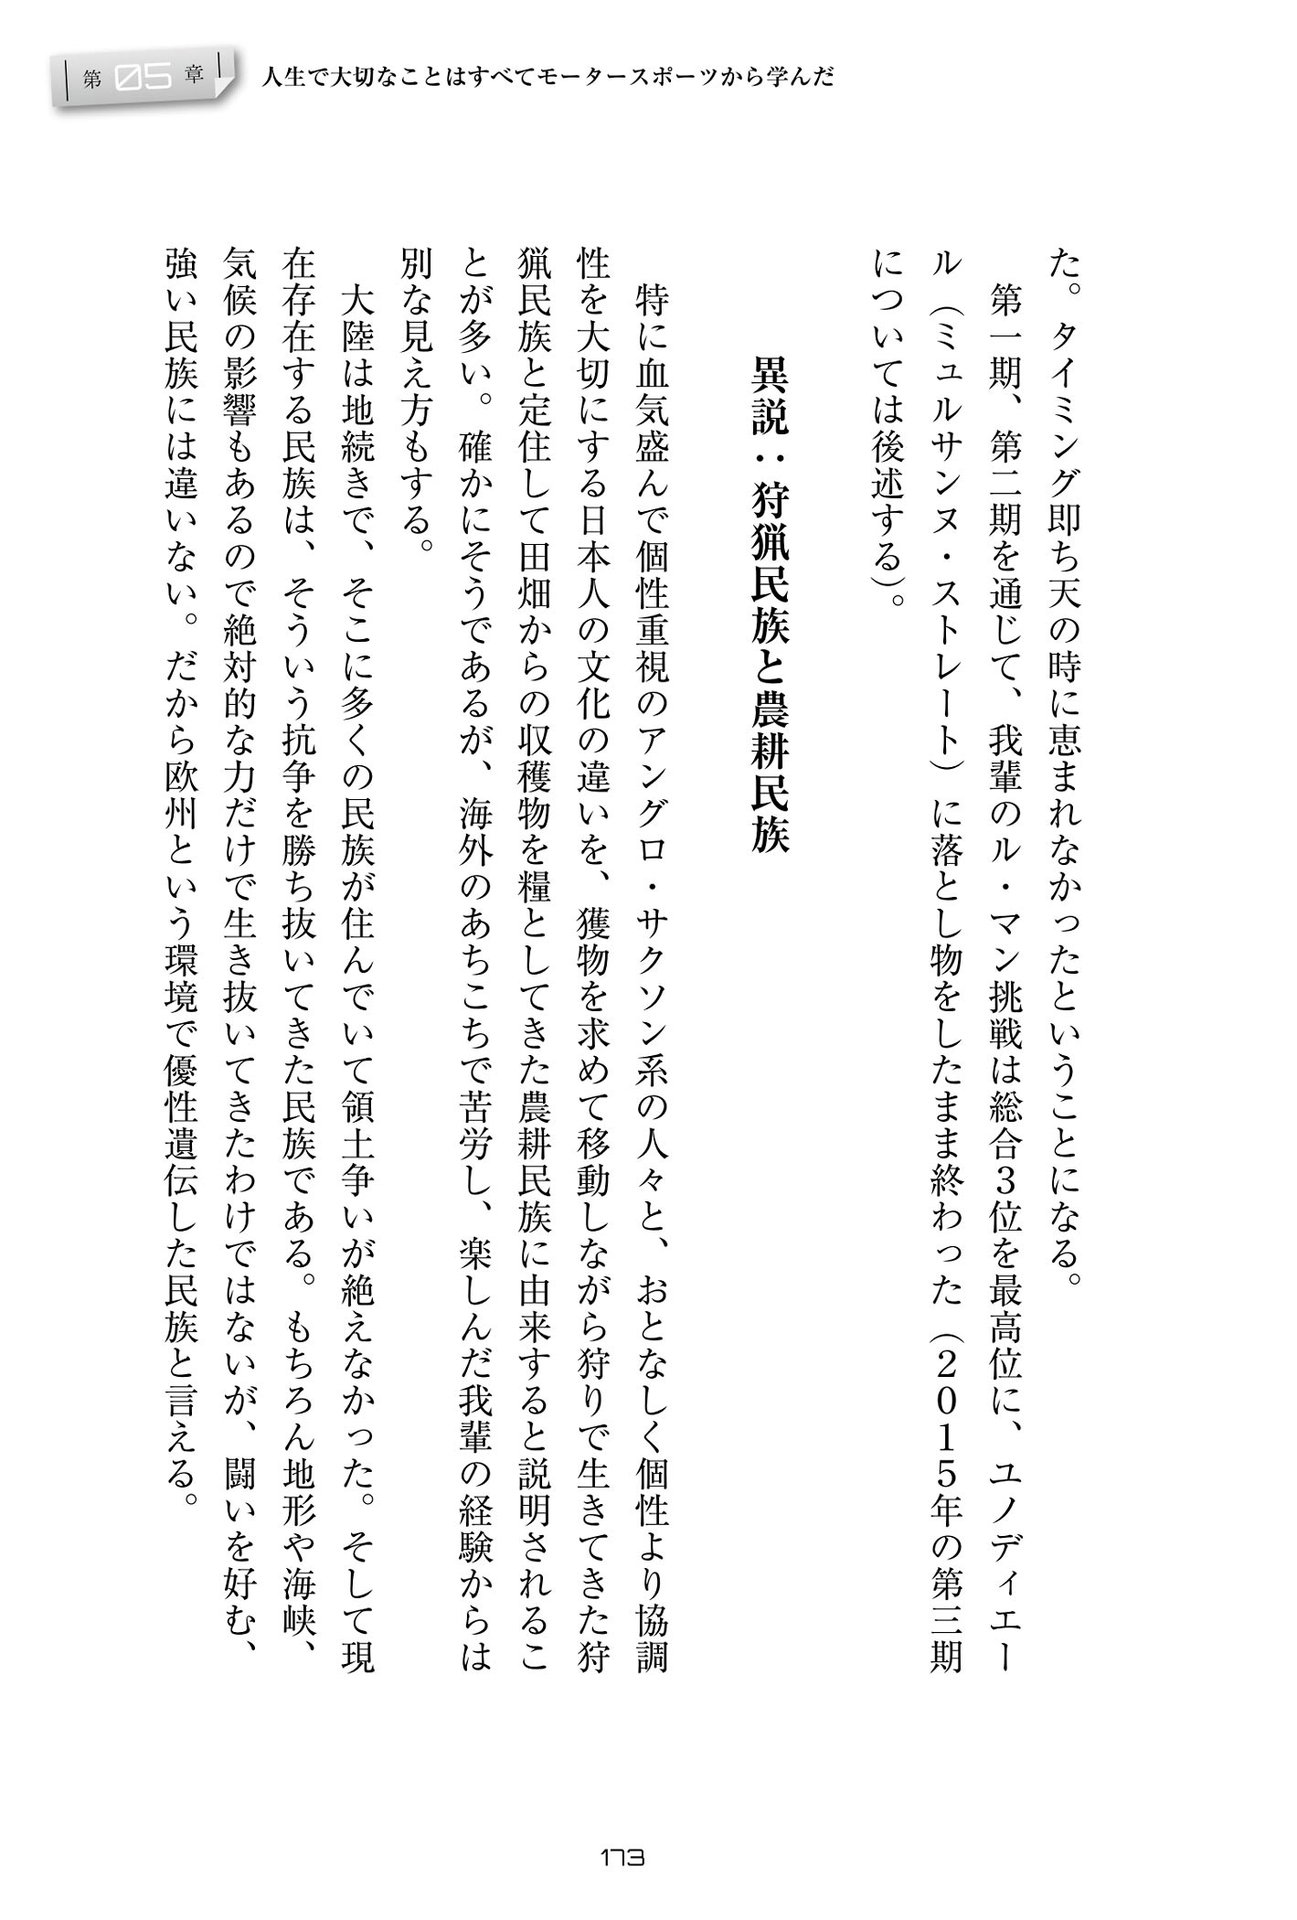 第05章 人生で大切なことはすべてモータースポーツから学んだ
た。タイミング即ち天の時に恵まれなかったということになる。
　第一期、第二期を通じて、我輩のル・マン挑戦は総合３位を最高位に、ユノディエー
ル（ミュルサンヌ・ストレート）に落とし物をしたまま終わった（２０１５年の第三期
については後述する）。
異説：狩猟民族と農耕民族
　特に血気盛んで個性重視のアングロ・サクソン系の人々と、おとなしく個性より協調
性を大切にする日本人の文化の違いを、獲物を求めて移動しながら狩りで生きてきた狩
猟民族と定住して田畑からの収穫物を糧としてきた農耕民族に由来すると説明されるこ
とが多い。確かにそうであるが、海外のあちこちで苦労し、楽しんだ我輩の経験からは
別な見え方もする。
　大陸は地続きで、そこに多くの民族が住んでいて領土争いが絶えなかった。そして現
在存在する民族は、そういう抗争を勝ち抜いてきた民族である。もちろん地形や海峡、
気候の影響もあるので絶対的な力だけで生き抜いてきたわけではないが、闘いを好む、
強い民族には違いない。だから欧州という環境で優性遺伝した民族と言える。
173